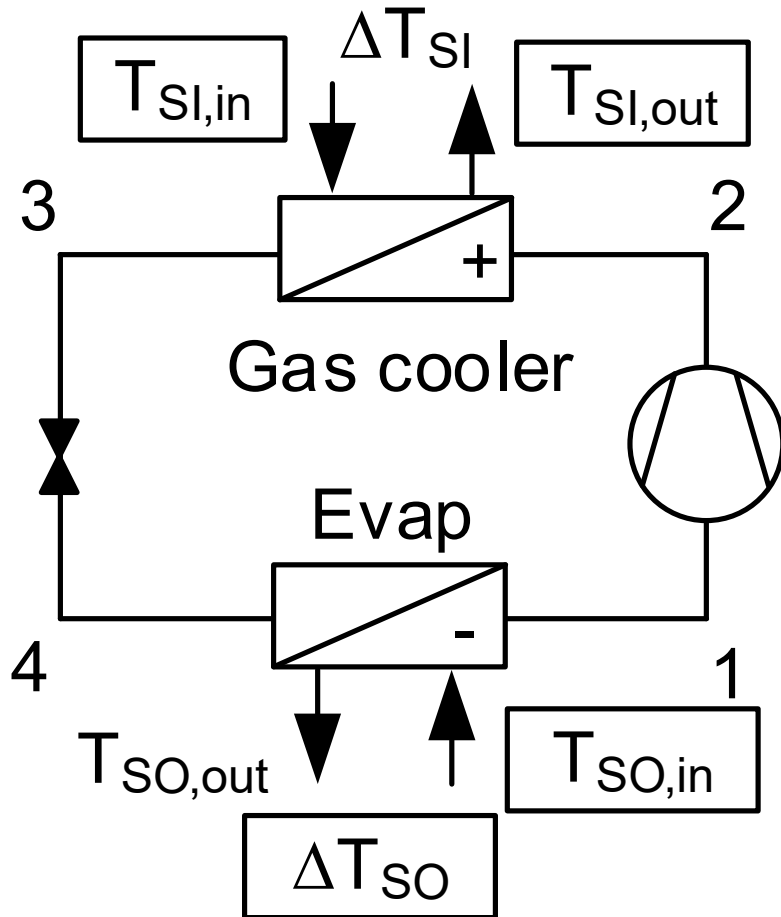 ΔT_SI
T_SI,in
T_SI,out
3
2
+
Gas cooler
Evap
-
4
1
T_SO,out
T_SO,in
ΔT_SO